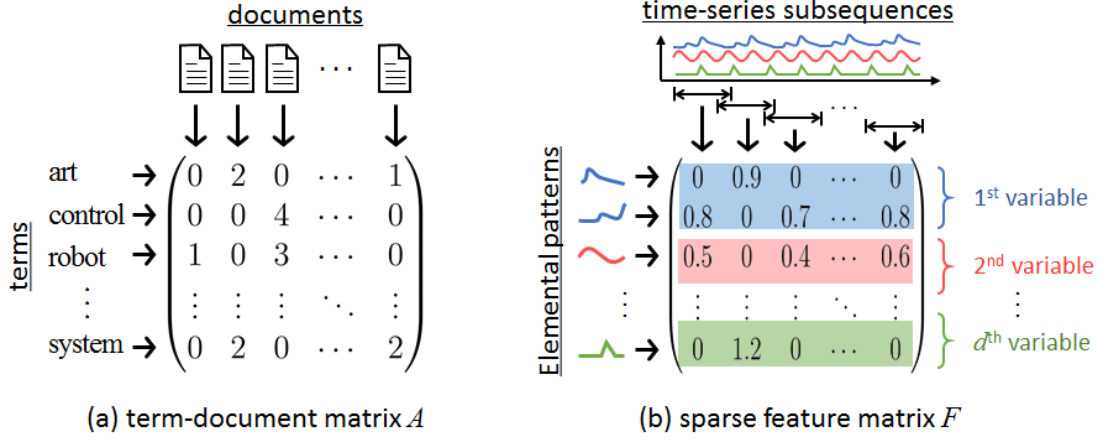 documents
...
art 0 2 0 ... 1
control 0 0 4 ... 0
robot 1 0 3 ... 0
⋮ ⋮ ⋮ ⋮ ⋱ ⋮
system 0 2 0 ... 2
terms
(a) term-document matrix A
time-series subsequences
...
0 0.9 0 ... 0
0.8 0 0.7 ... 0.8
1st variable
0.5 0 0.4 ... 0.6
2nd variable
⋮ ⋮ ⋮ ⋮ ⋱ ⋮ ⋮
0 1.2 0 ... 0
dth variable
Elemental patterns
(b) sparse feature matrix F